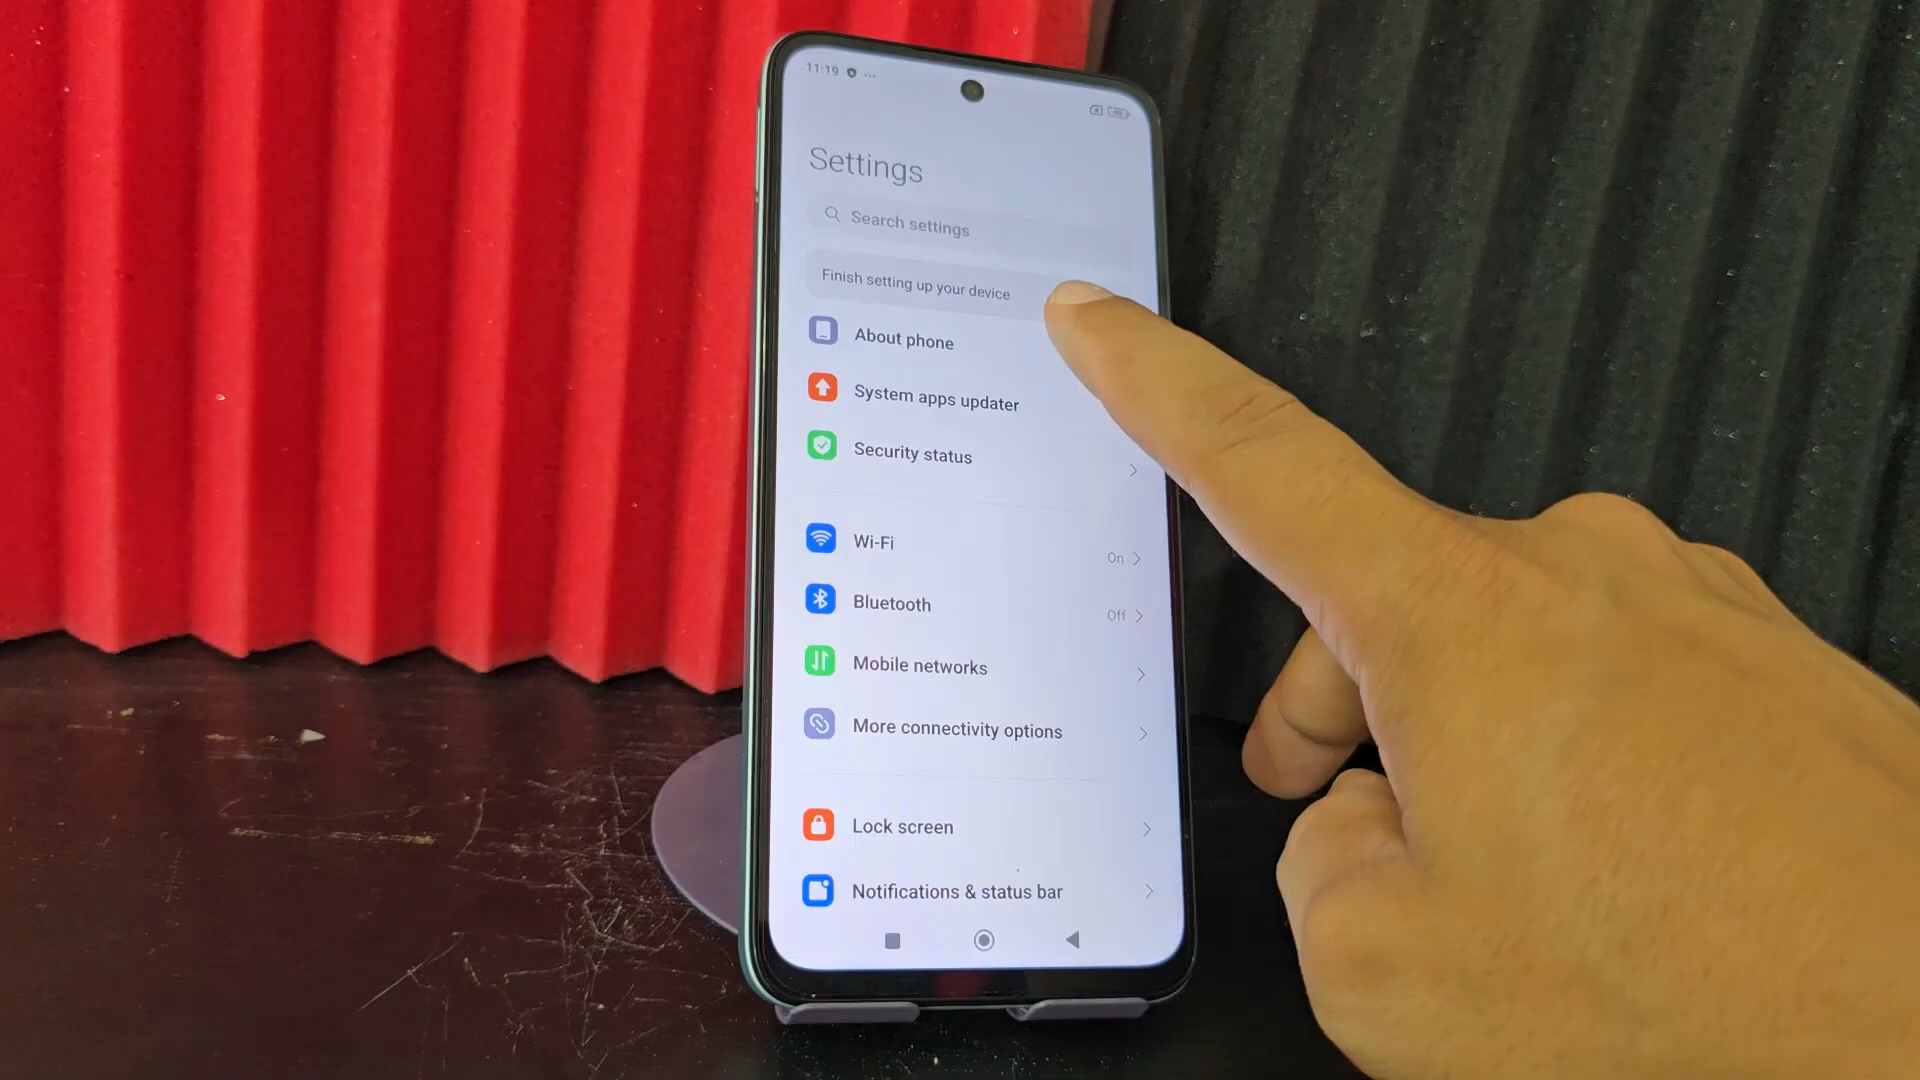 11:19
Settings
Search settings
Finish setting up your device
About phone
System apps updater
Security status
Wi-Fi
On
Bluetooth
Off
Mobile networks
More connectivity options
Lock screen
Notifications & status bar